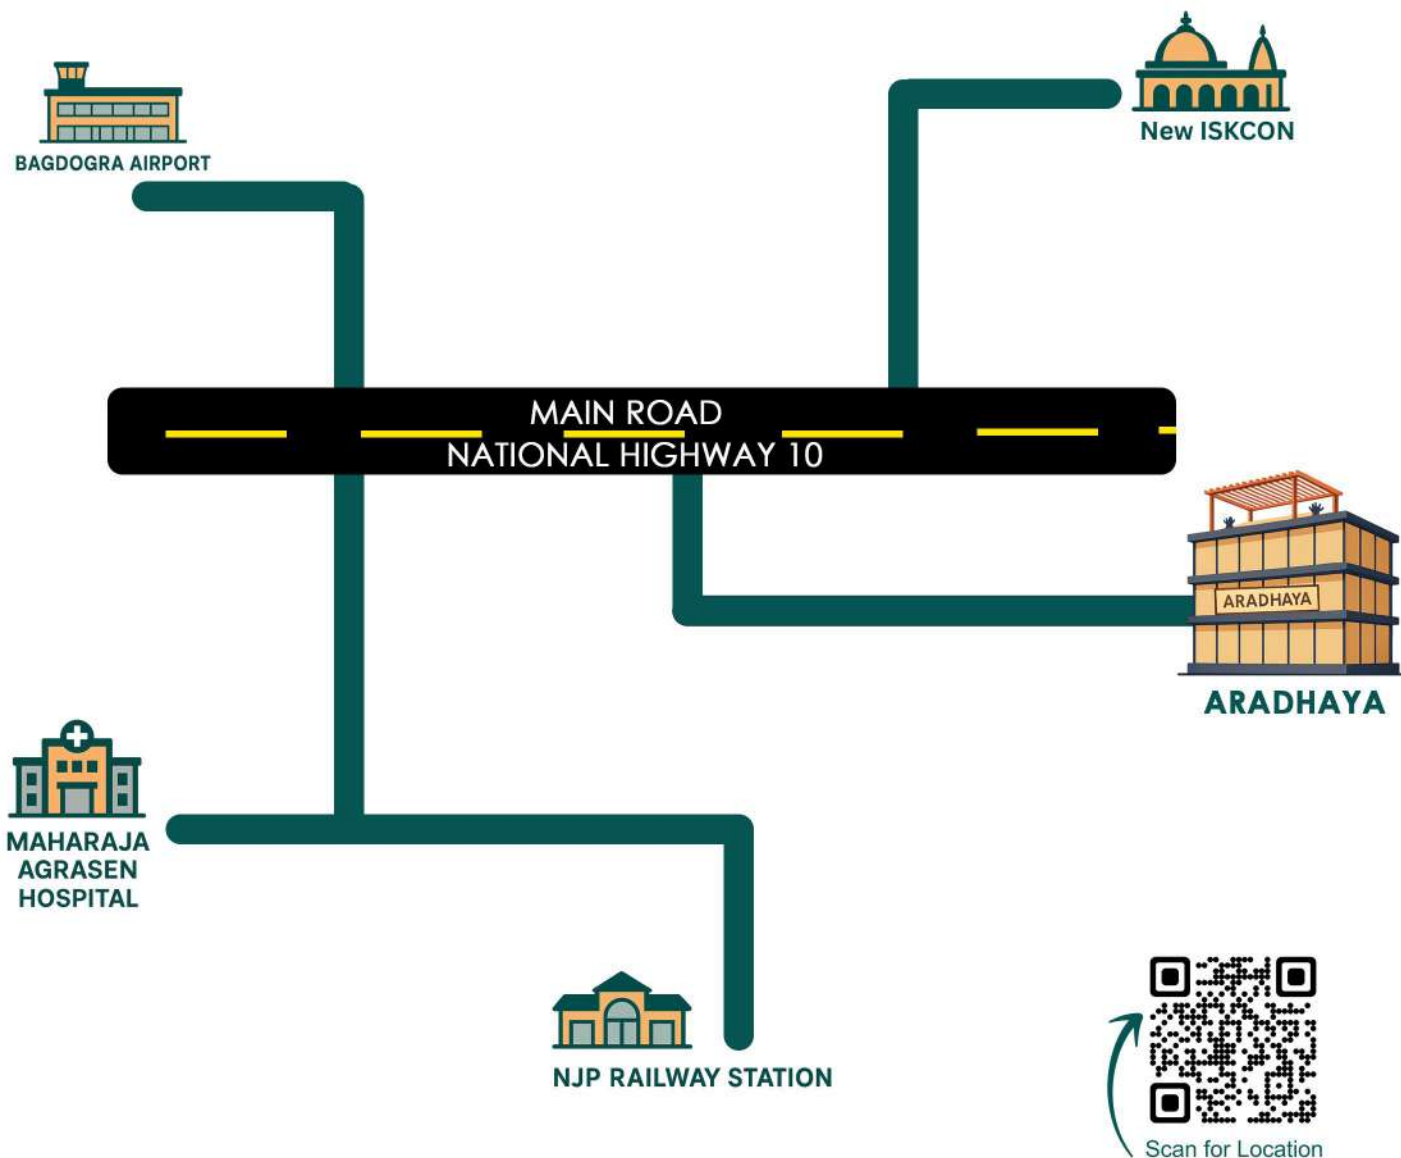 New ISKCON
BAGDOGRA AIRPORT
MAIN ROAD
NATIONAL HIGHWAY 10
ARADHAYA
ARADHAYA
MAHARAJA
AGRASEN
HOSPITAL
NJP RAILWAY STATION
Scan for Location